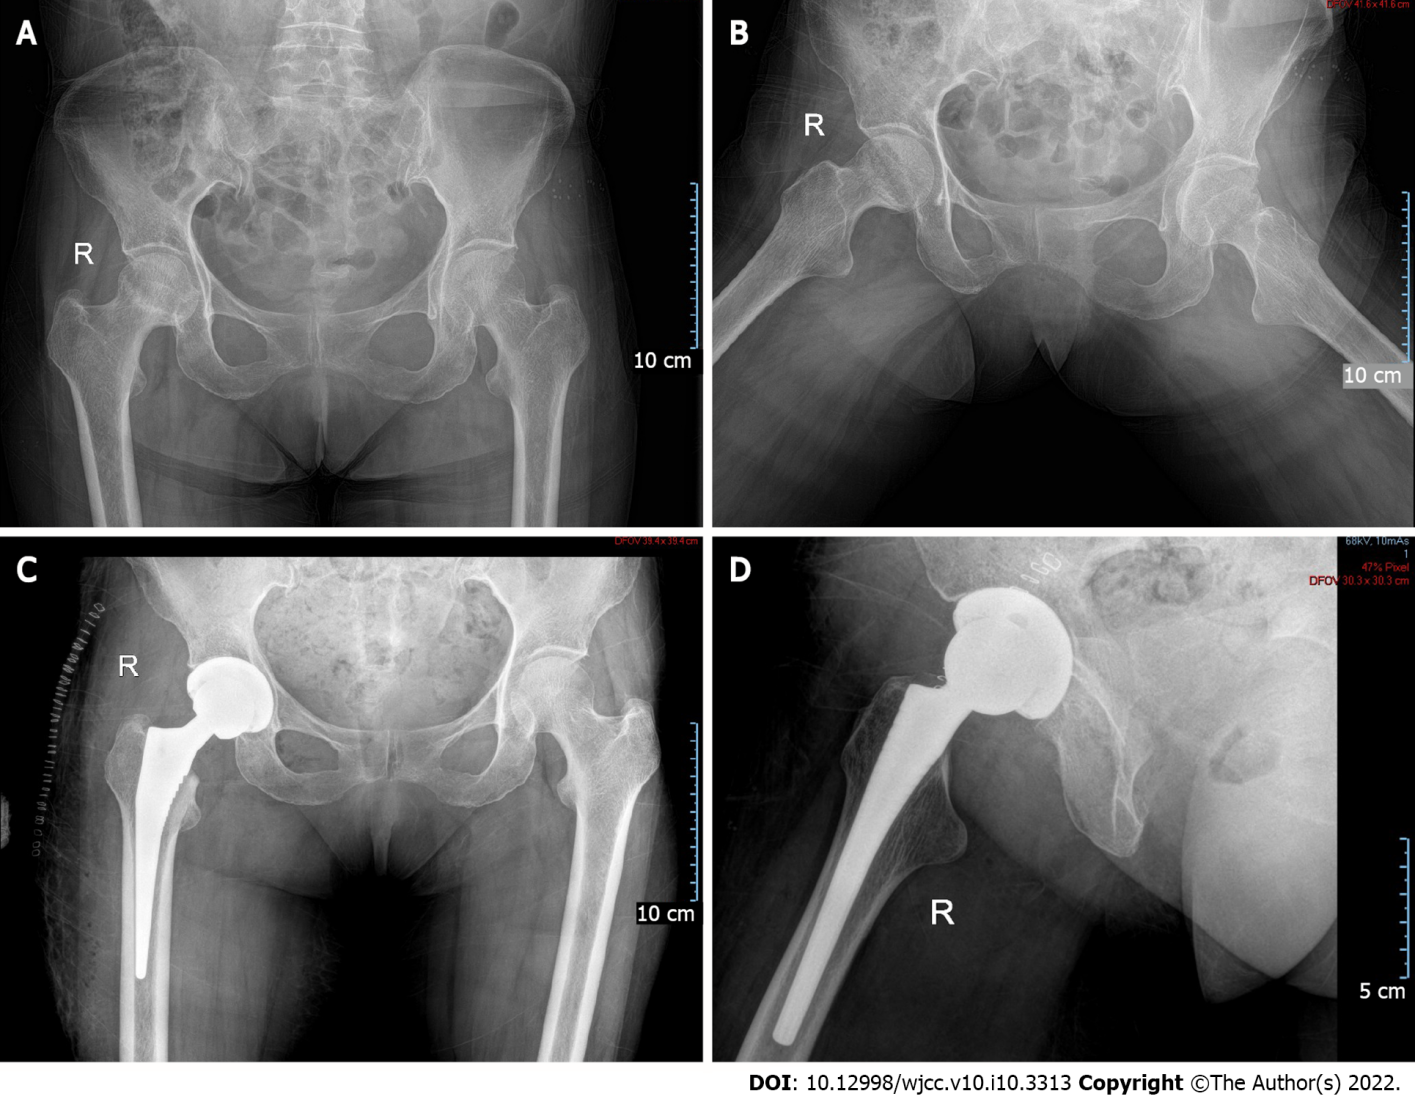 A
R
10 cm
B
DFOV 41.6 x 41.6 cm
R
10 cm
C
DFOV 39.4 x 39.4 cm
R
10 cm
D
68kV, 10mAs
1
47% Pixel
DFOV 30.3 x 30.3 cm
R
5 cm
DOI: 10.12998/wjcc.v10.i10.3313 Copyright ©The Author(s) 2022.